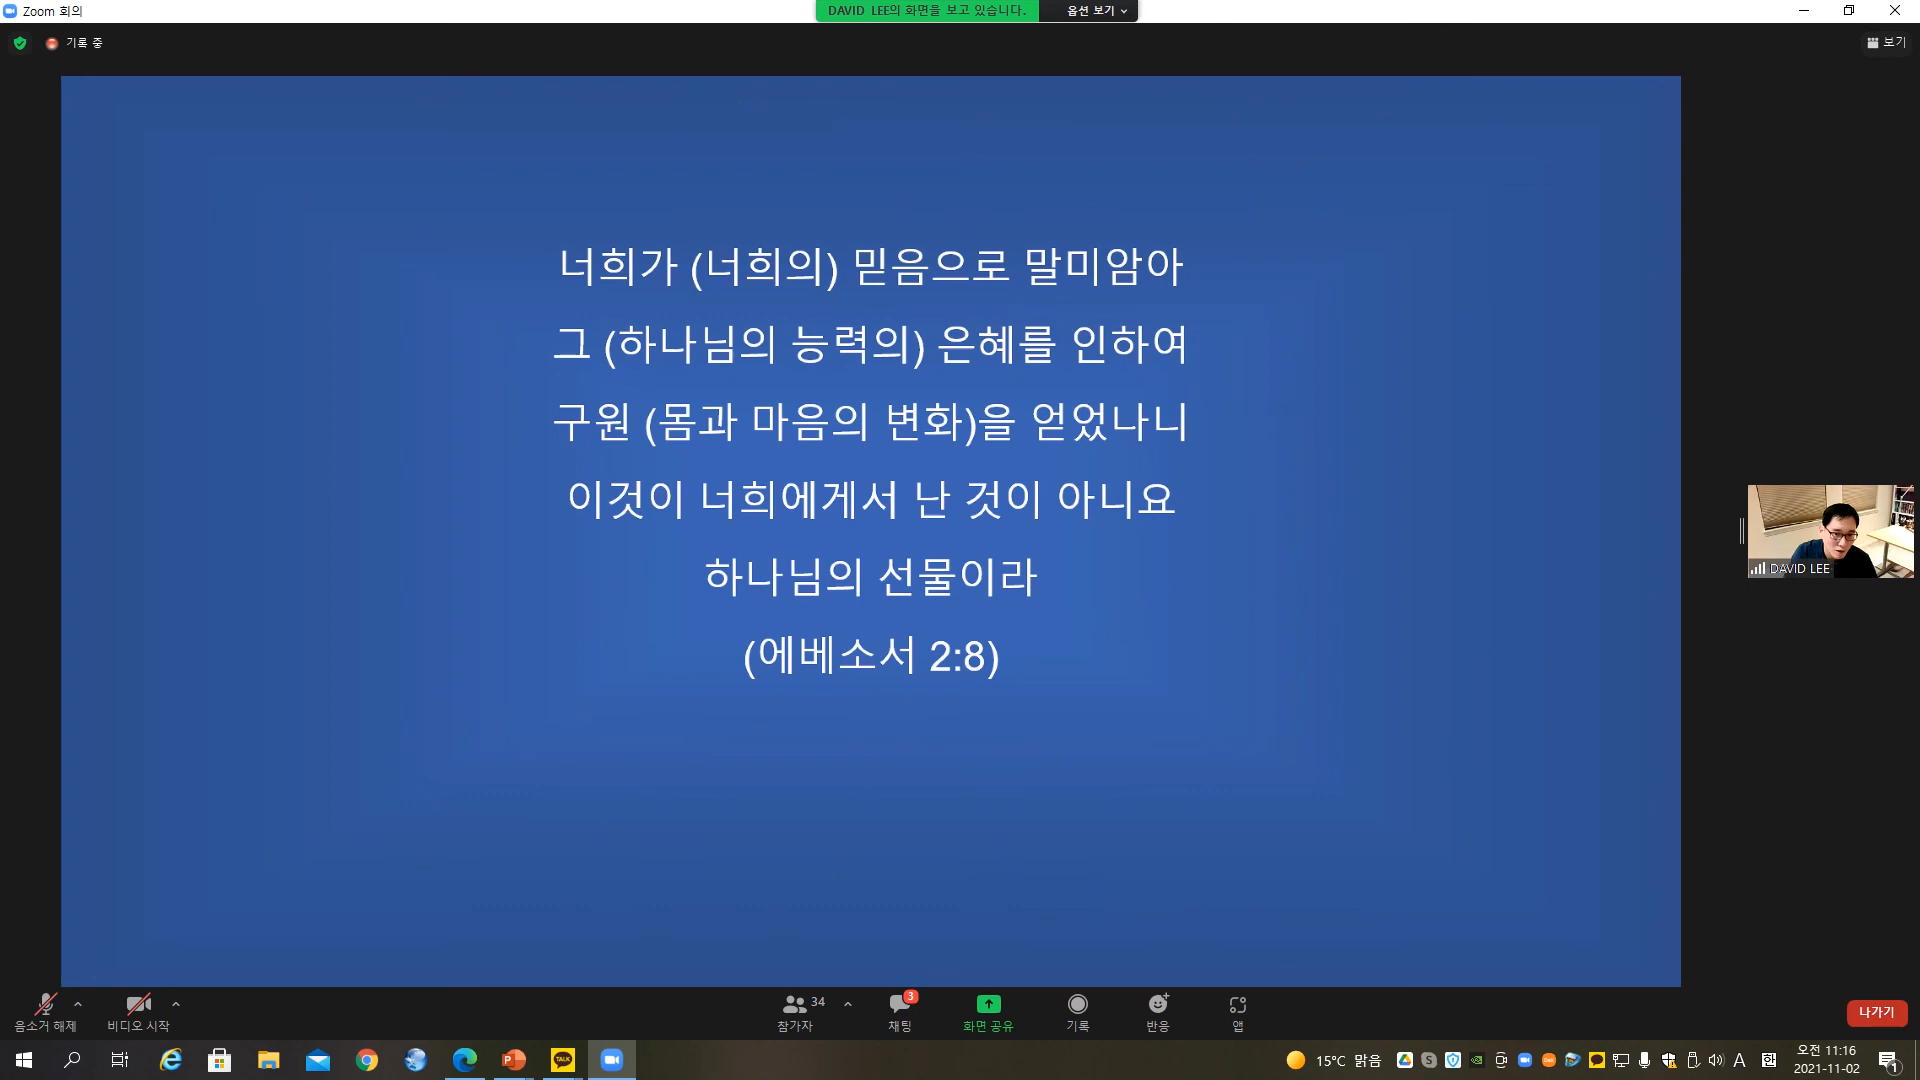 Zoom 회의
DAVID LEE의 화면을 보고 있습니다.
옵션 보기
기록 중
보기
너희가 (너희의) 믿음으로 말미암아
그 (하나님의 능력의) 은혜를 인하여
구원 (몸과 마음의 변화)을 얻었나니
이것이 너희에게서 난 것이 아니요
하나님의 선물이라
(에베소서 2:8)
DAVID LEE
음소거 해제
비디오 시작
34
참가자
3
채팅
화면 공유
기록
반응
앱
나가기
TALK
15°C 맑음
A
한
오전 11:16
2021-11-02
1